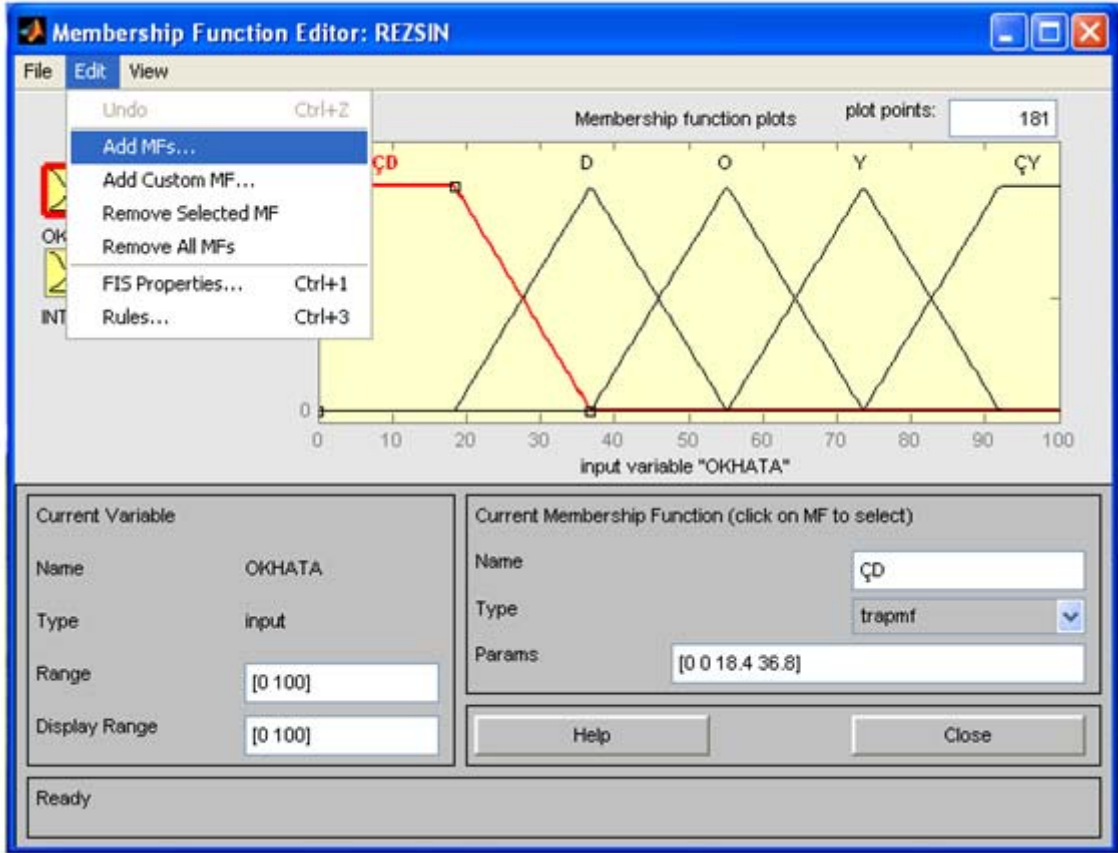 Membership Function Editor: REZSIN
File Edit View
Undo Ctrl+Z
Add MFs...
Add Custom MF...
Remove Selected MF
Remove All MFs
FIS Properties... Ctrl+1
Rules... Ctrl+3
OK
INT
Membership function plots
plot points: 181
ÇD D O Y ÇY
0
0 10 20 30 40 50 60 70 80 90 100
input variable "OKHATA"
Current Variable
Name OKHATA
Type input
Range [0 100]
Display Range [0 100]
Current Membership Function (click on MF to select)
Name ÇD
Type trapmf
Params [0 0 18.4 36.8]
Help Close
Ready